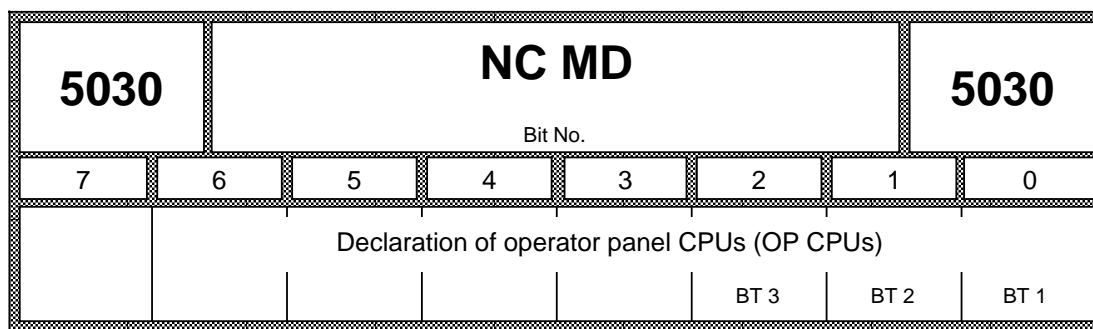 5030 NC MD 5030
Bit No.
7 6 5 4 3 2 1 0
Declaration of operator panel CPUs (OP CPUs)
BT 3 BT 2 BT 1